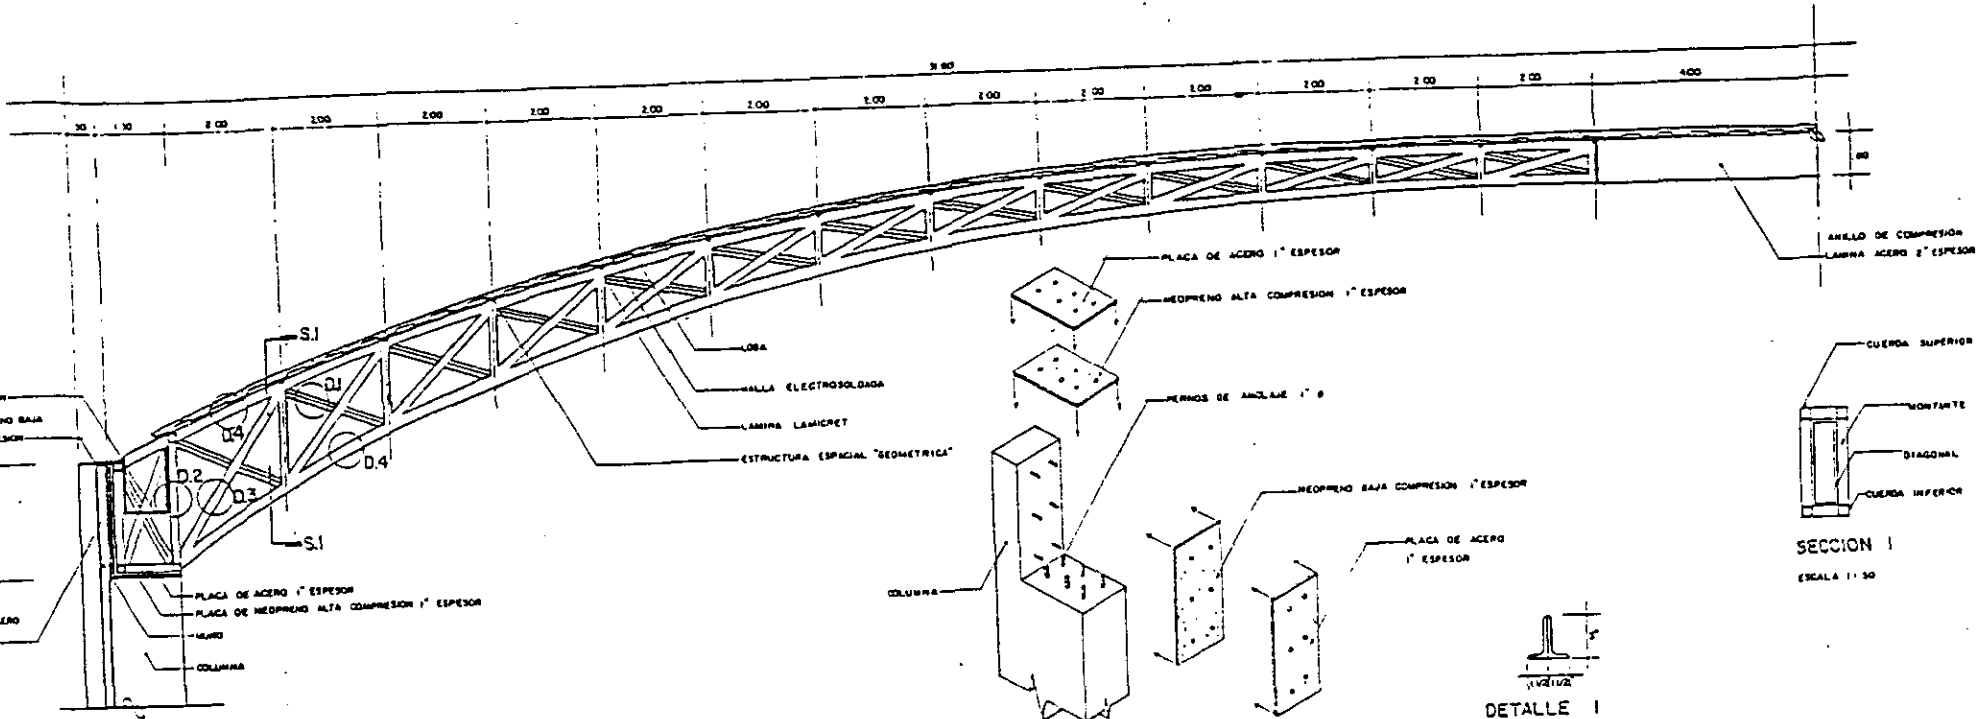 2.00 2.00 2.00 2.00 2.00 2.00 2.00 2.00 2.00 2.00 2.00 2.00 2.00 4.00
ANILLO DE COMPRESION
LAMINA ACERO 2" ESPESOR
PLACA DE ACERO 1" ESPESOR
NEOPRENO ALTA COMPRESION 1" ESPESOR
S.1
LOSA
CUERDA SUPERIOR
D.1
MALLA ELECTROSOLDADA
PERNOS DE ANCLAJE 1" Ø
NO BAJA
MONTANTE
LAMINA LAMICRET
D.4
ESTRUCTURA ESPACIAL "GEOMETRICA"
D.4
DIAGONAL
D.2
D.3
NEOPRENO BAJA COMPRESION 1" ESPESOR
CUERDA INFERIOR
S.1
PLACA DE ACERO
1" ESPESOR
SECCION 1
ESCALA 1:50
PLACA DE ACERO 1" ESPESOR
PLACA DE NEOPRENO ALTA COMPRESION 1" ESPESOR
COLUMNA
MURO
COLUMNA
DETALLE 1